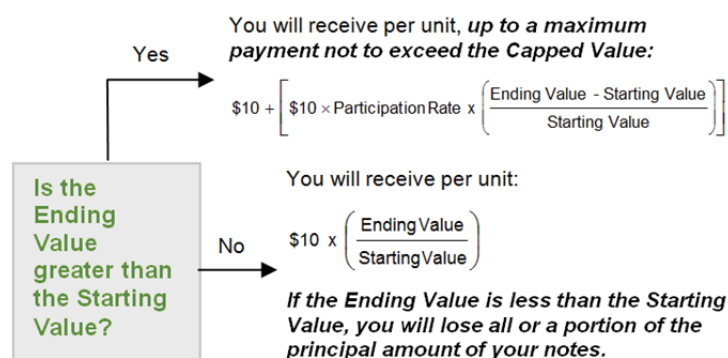 You will receive per unit, up to a maximum
payment not to exceed the Capped Value:
Yes
$10 + [ $10 × Participation Rate x ( Ending Value - Starting Value / Starting Value ) ]
Is the
Ending
Value
greater than
the Starting
Value?
You will receive per unit:
No
$10 x ( Ending Value / Starting Value )
If the Ending Value is less than the Starting
Value, you will lose all or a portion of the
principal amount of your notes.